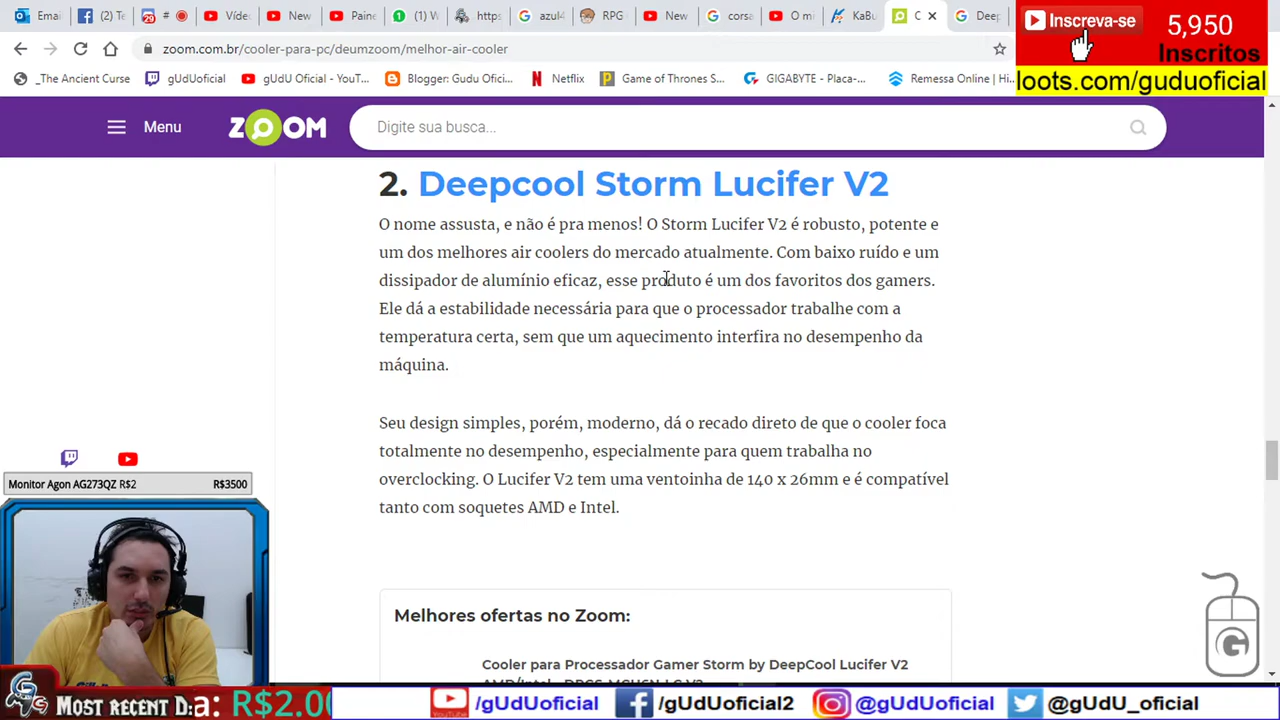 Email
(2) Te
29
#
Víde
New
Paine
(1) V
https
azul4
RPG
New
corsa
O m
KaBu
C
Deep
zoom.com.br/cooler-para-pc/deumzoom/melhor-air-cooler
_The Ancient Curse
gUdUoficial
gUdU Oficial - YouT...
Blogger: Gudu Ofici...
Netflix
Game of Thrones S...
GIGABYTE - Placa-...
Remessa Online | Hi...
Inscreva-se
5,950
Inscritos
loots.com/guduoficial
Menu
ZOOM
Digite sua busca...
2. Deepcool Storm Lucifer V2
O nome assusta, e não é pra menos! O Storm Lucifer V2 é robusto, potente e
um dos melhores air coolers do mercado atualmente. Com baixo ruído e um
dissipador de alumínio eficaz, esse produto é um dos favoritos dos gamers.
Ele dá a estabilidade necessária para que o processador trabalhe com a
temperatura certa, sem que um aquecimento interfira no desempenho da
máquina.
Seu design simples, porém, moderno, dá o recado direto de que o cooler foca
totalmente no desempenho, especialmente para quem trabalha no
overclocking. O Lucifer V2 tem uma ventoinha de 140 x 26mm e é compatível
tanto com soquetes AMD e Intel.
Monitor Agon AG273QZ R$2 R$3500
Melhores ofertas no Zoom:
Cooler para Processador Gamer Storm by DeepCool Lucifer V2
Most recent D:a: R$2.00
/gUdUoficial
/gUdUoficial2
@gUdUoficial
@gUdU_oficial